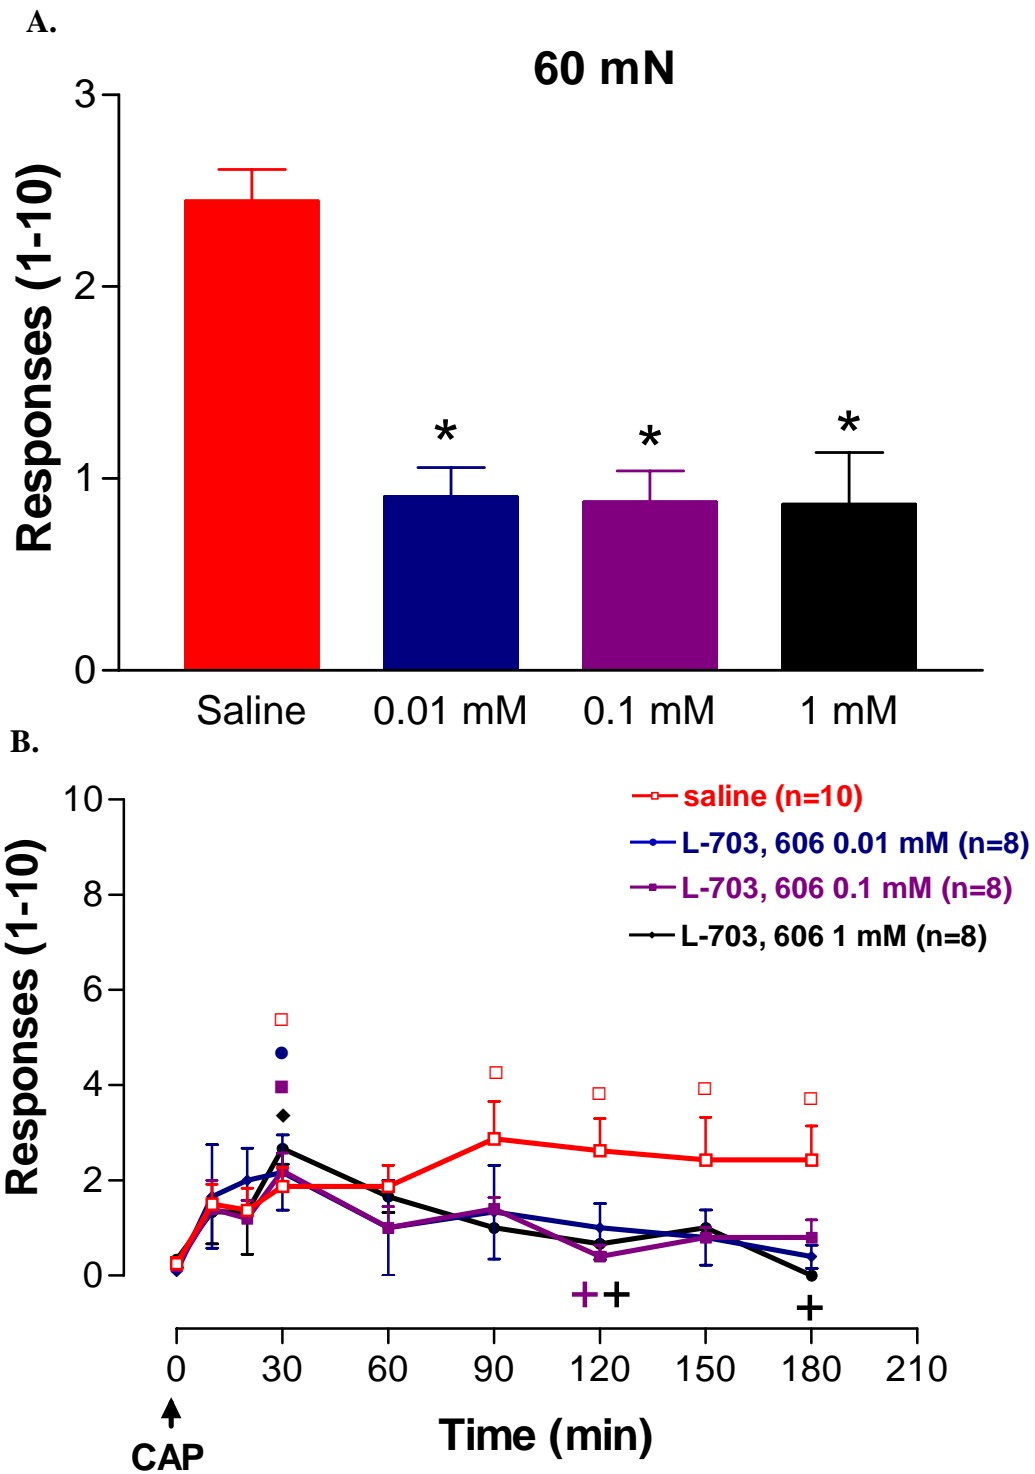 A.
60 mN
Responses (1-10)
3
2
1
0
*
*
*
Saline 0.01 mM 0.1 mM 1 mM
B.
Responses (1-10)
10
8
6
4
2
0
saline (n=10)
L-703, 606 0.01 mM (n=8)
L-703, 606 0.1 mM (n=8)
L-703, 606 1 mM (n=8)
+ +
+
0 30 60 90 120 150 180 210
CAP
Time (min)